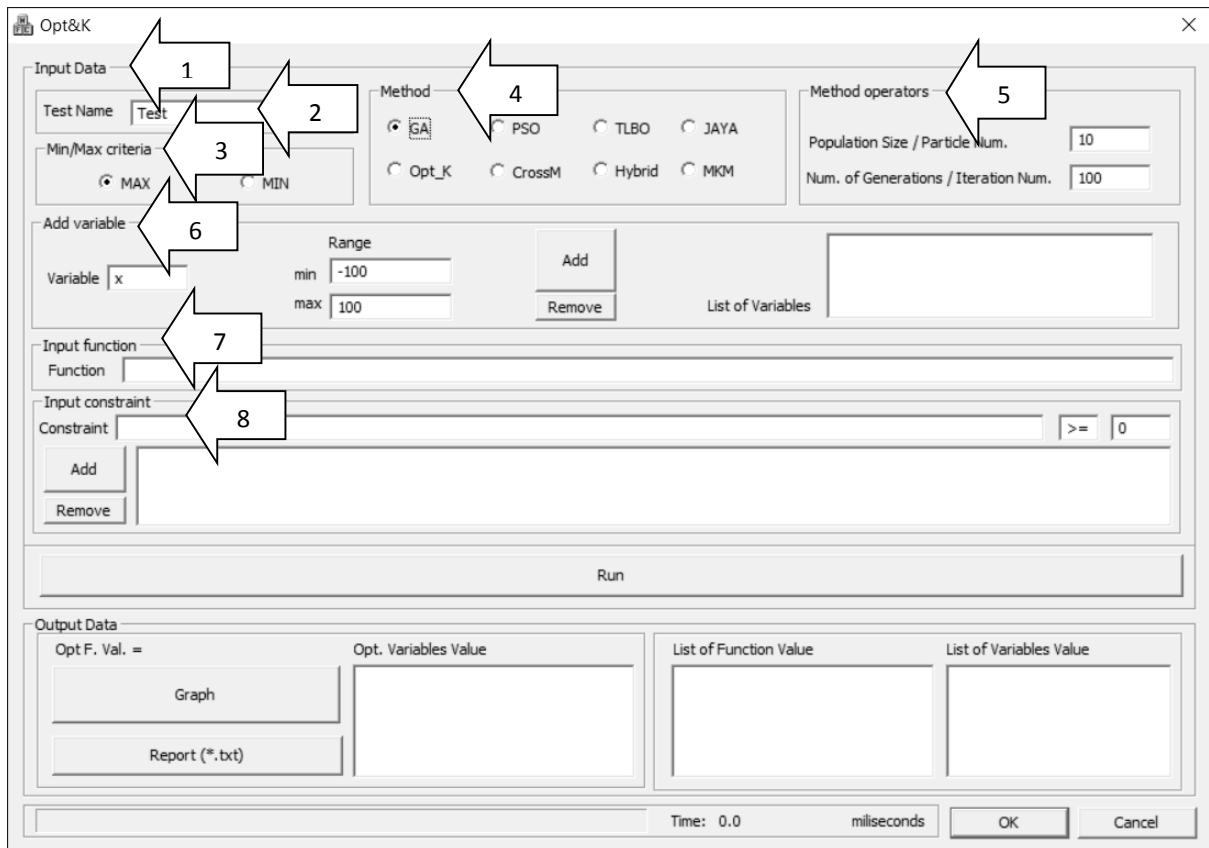 Opt&K
Input Data
1
Test Name Test
2
Min/Max criteria
3
MAX MIN
Method
4
GA PSO TLBO JAYA
Opt_K CrossM Hybrid MKM
Method operators
5
Population Size / Particle Num. 10
Num. of Generations / Iteration Num. 100
Add variable
6
Variable x
Range
min -100
max 100
Add
Remove
List of Variables
7
Input function
Function
Input constraint
8
Constraint >= 0
Add
Remove
Run
Output Data
Opt F. Val. =
Graph
Report (*.txt)
Opt. Variables Value
List of Function Value
List of Variables Value
Time: 0.0 miliseconds
OK
Cancel